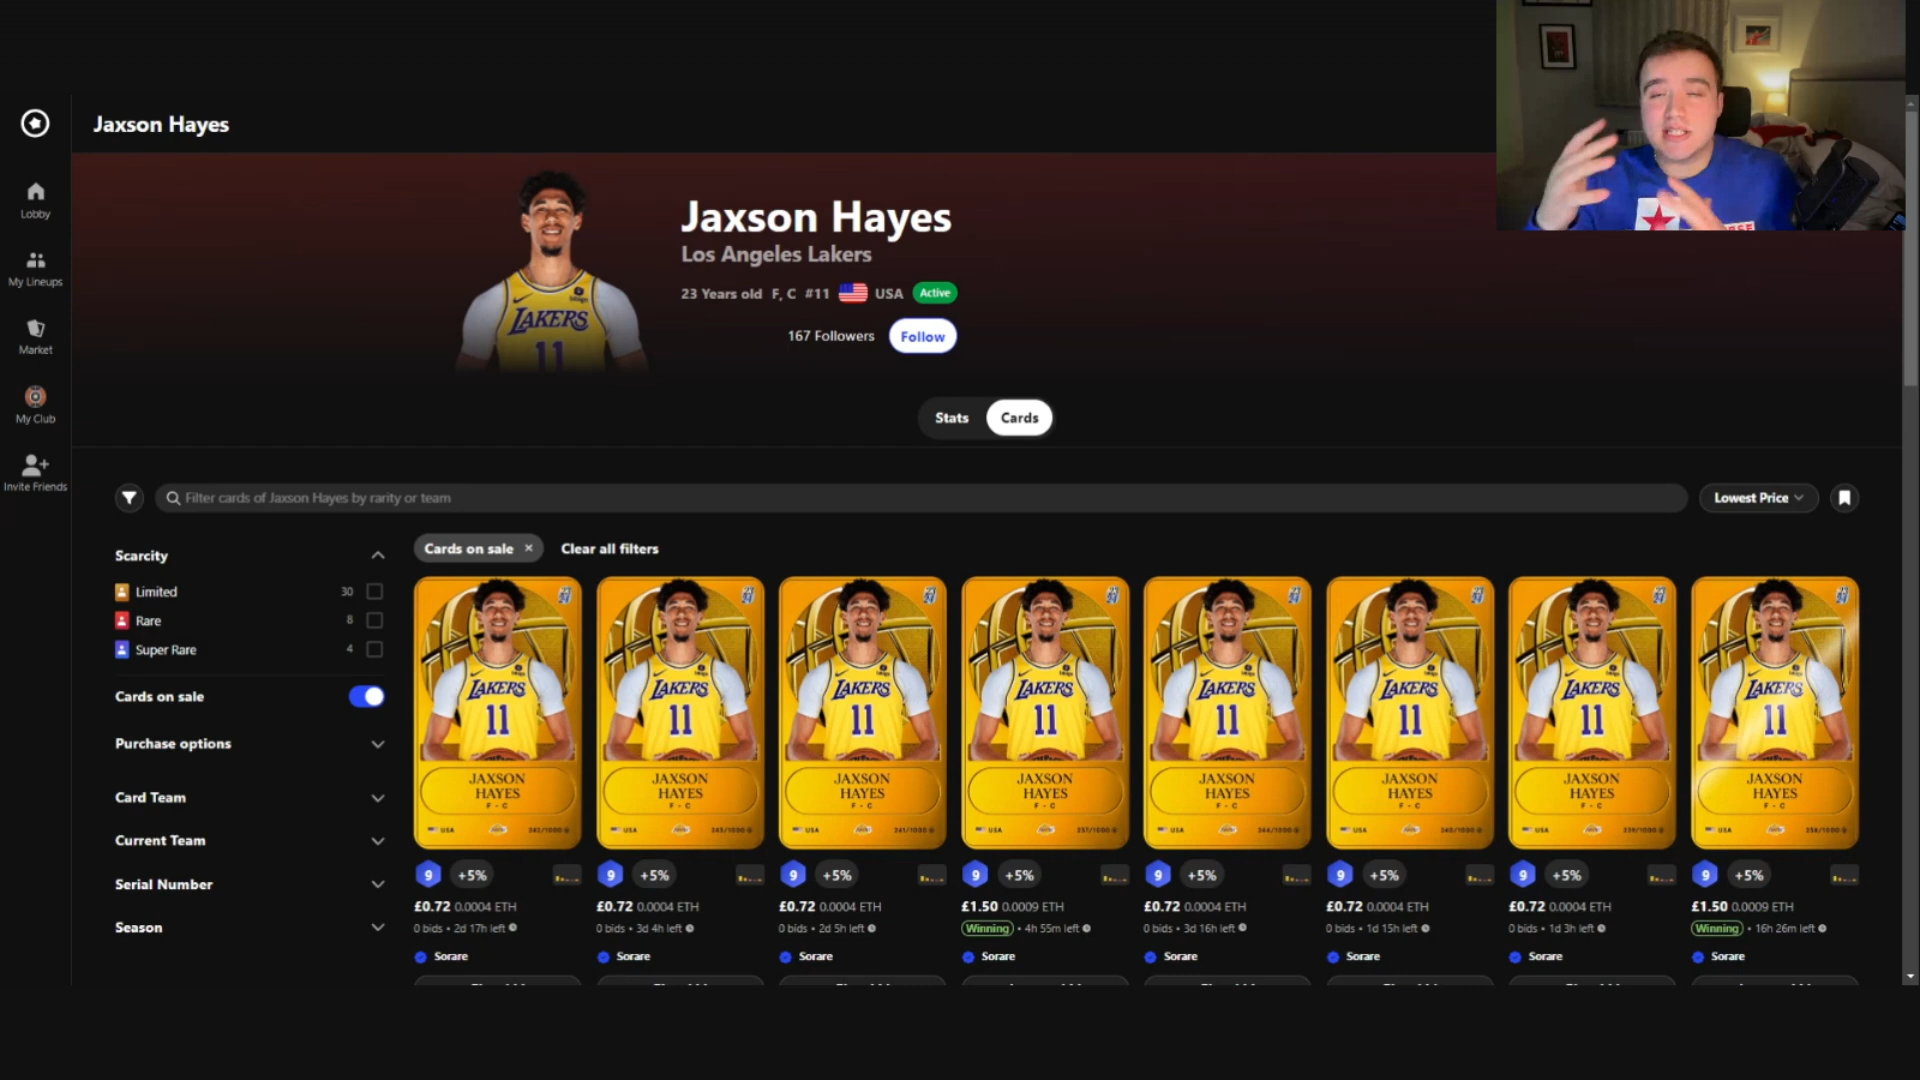 Jaxson Hayes
Lobby
My Lineups
Market
My Club
Invite Friends
Jaxson Hayes
Los Angeles Lakers
23 Years old F, C #11 USA Active
167 Followers Follow
LAKERS
11
Stats Cards
Filter cards of Jaxson Hayes by rarity or team
Lowest Price
Scarcity
Limited 30
Rare 8
Super Rare 4
Cards on sale
Purchase options
Card Team
Current Team
Serial Number
Season
Cards on sale × Clear all filters
LAKERS LAKERS LAKERS LAKERS LAKERS LAKERS LAKERS LAKERS
11 11 11 11 11 11 11 11
JAXSON JAXSON JAXSON JAXSON JAXSON JAXSON JAXSON JAXSON
HAYES HAYES HAYES HAYES HAYES HAYES HAYES HAYES
F - C F - C F - C F - C F - C F - C F - C F - C
USA USA USA USA USA USA USA USA
9 +5% 9 +5% 9 +5% 9 +5% 9 +5% 9 +5% 9 +5% 9 +5%
£0.72 0.0004 ETH £0.72 0.0004 ETH £0.72 0.0004 ETH £1.50 0.0009 ETH £0.72 0.0004 ETH £0.72 0.0004 ETH £0.72 0.0004 ETH £1.50 0.0009 ETH
0 bids • 2d 17h left 0 bids • 3d 4h left 0 bids • 2d 5h left Winning • 4h 55m left 0 bids • 3d 16h left 0 bids • 1d 15h left 0 bids • 1d 3h left Winning • 16h 26m left
Sorare Sorare Sorare Sorare Sorare Sorare Sorare Sorare